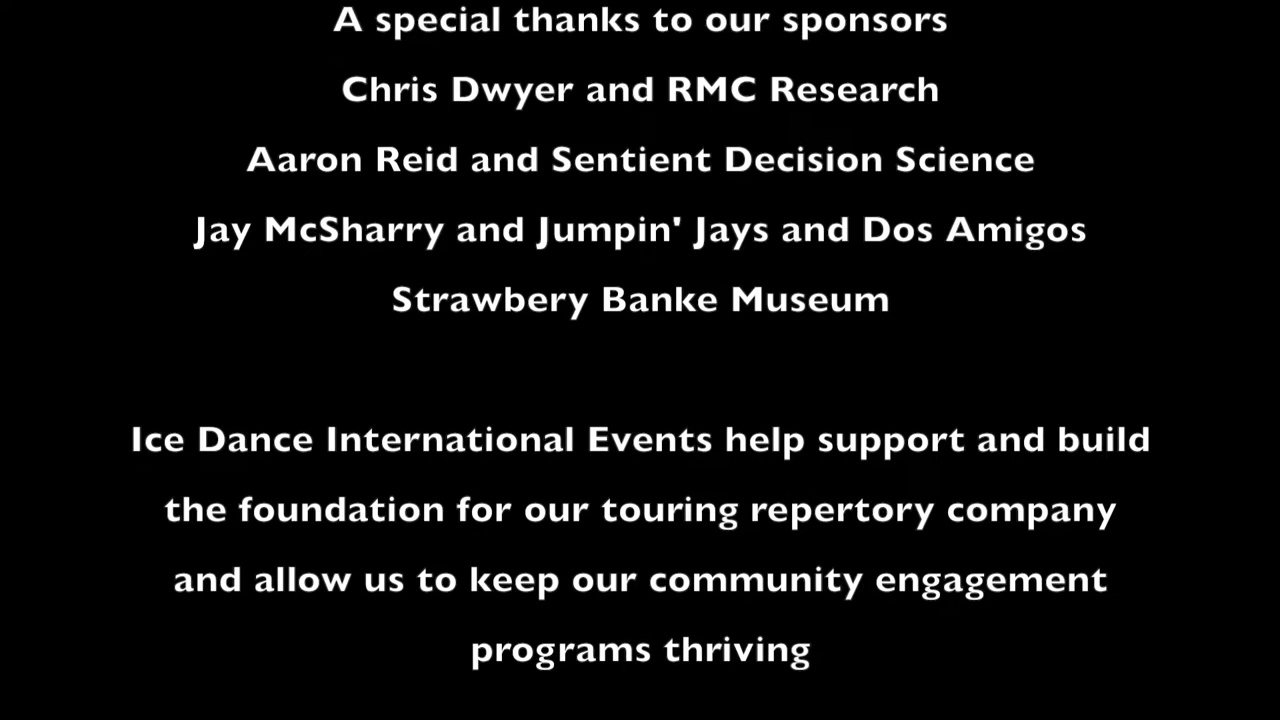 A special thanks to our sponsors
Chris Dwyer and RMC Research
Aaron Reid and Sentient Decision Science
Jay McSharry and Jumpin' Jays and Dos Amigos
Strawbery Banke Museum
Ice Dance International Events help support and build
the foundation for our touring repertory company
and allow us to keep our community engagement
programs thriving